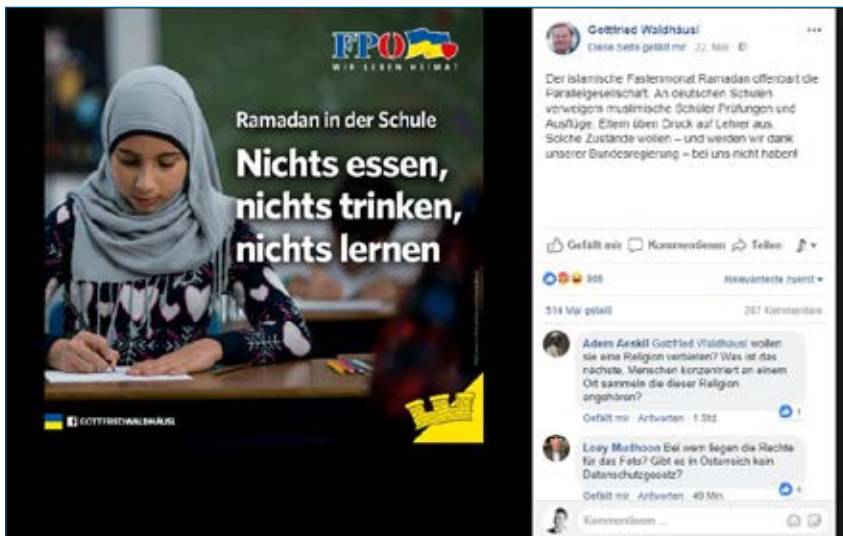 FPÖ
WIR LEBEN HEIMAT
Ramadan in der Schule
Nichts essen,
nichts trinken,
nichts lernen
GOTTFRIEDWALDHÄUSL
Gottfried Waldhäusl
Diese Seite gefällt mir · 22. Mai ·
Der islamische Fastenmonat Ramadan offenbart die
Parallelgesellschaft. An deutschen Schulen
verweigern muslimische Schüler Prüfungen und
Ausflüge. Eltern üben Druck auf Lehrer aus.
Solche Zustände wollen – und werden wir dank
unserer Bundesregierung – bei uns nicht haben!
Gefällt mir Kommentieren Teilen
Relevanteste zuerst
514 Mal geteilt
Kommentare
Adem Aeskil Gottfried Waldhäusl wollen
sie eine Religion verbieten? Was ist das
nächste, Menschen konzentriert an einem
Ort sammeln die dieser Religion
angehören?
Gefällt mir · Antworten · 1 Std.
1
Loay Mudhoon Bei wem liegen die Rechte
für das Foto? Gibt es in Österreich kein
Datenschutzgesetz?
Gefällt mir · Antworten · 49 Min.
4
Kommentieren ...